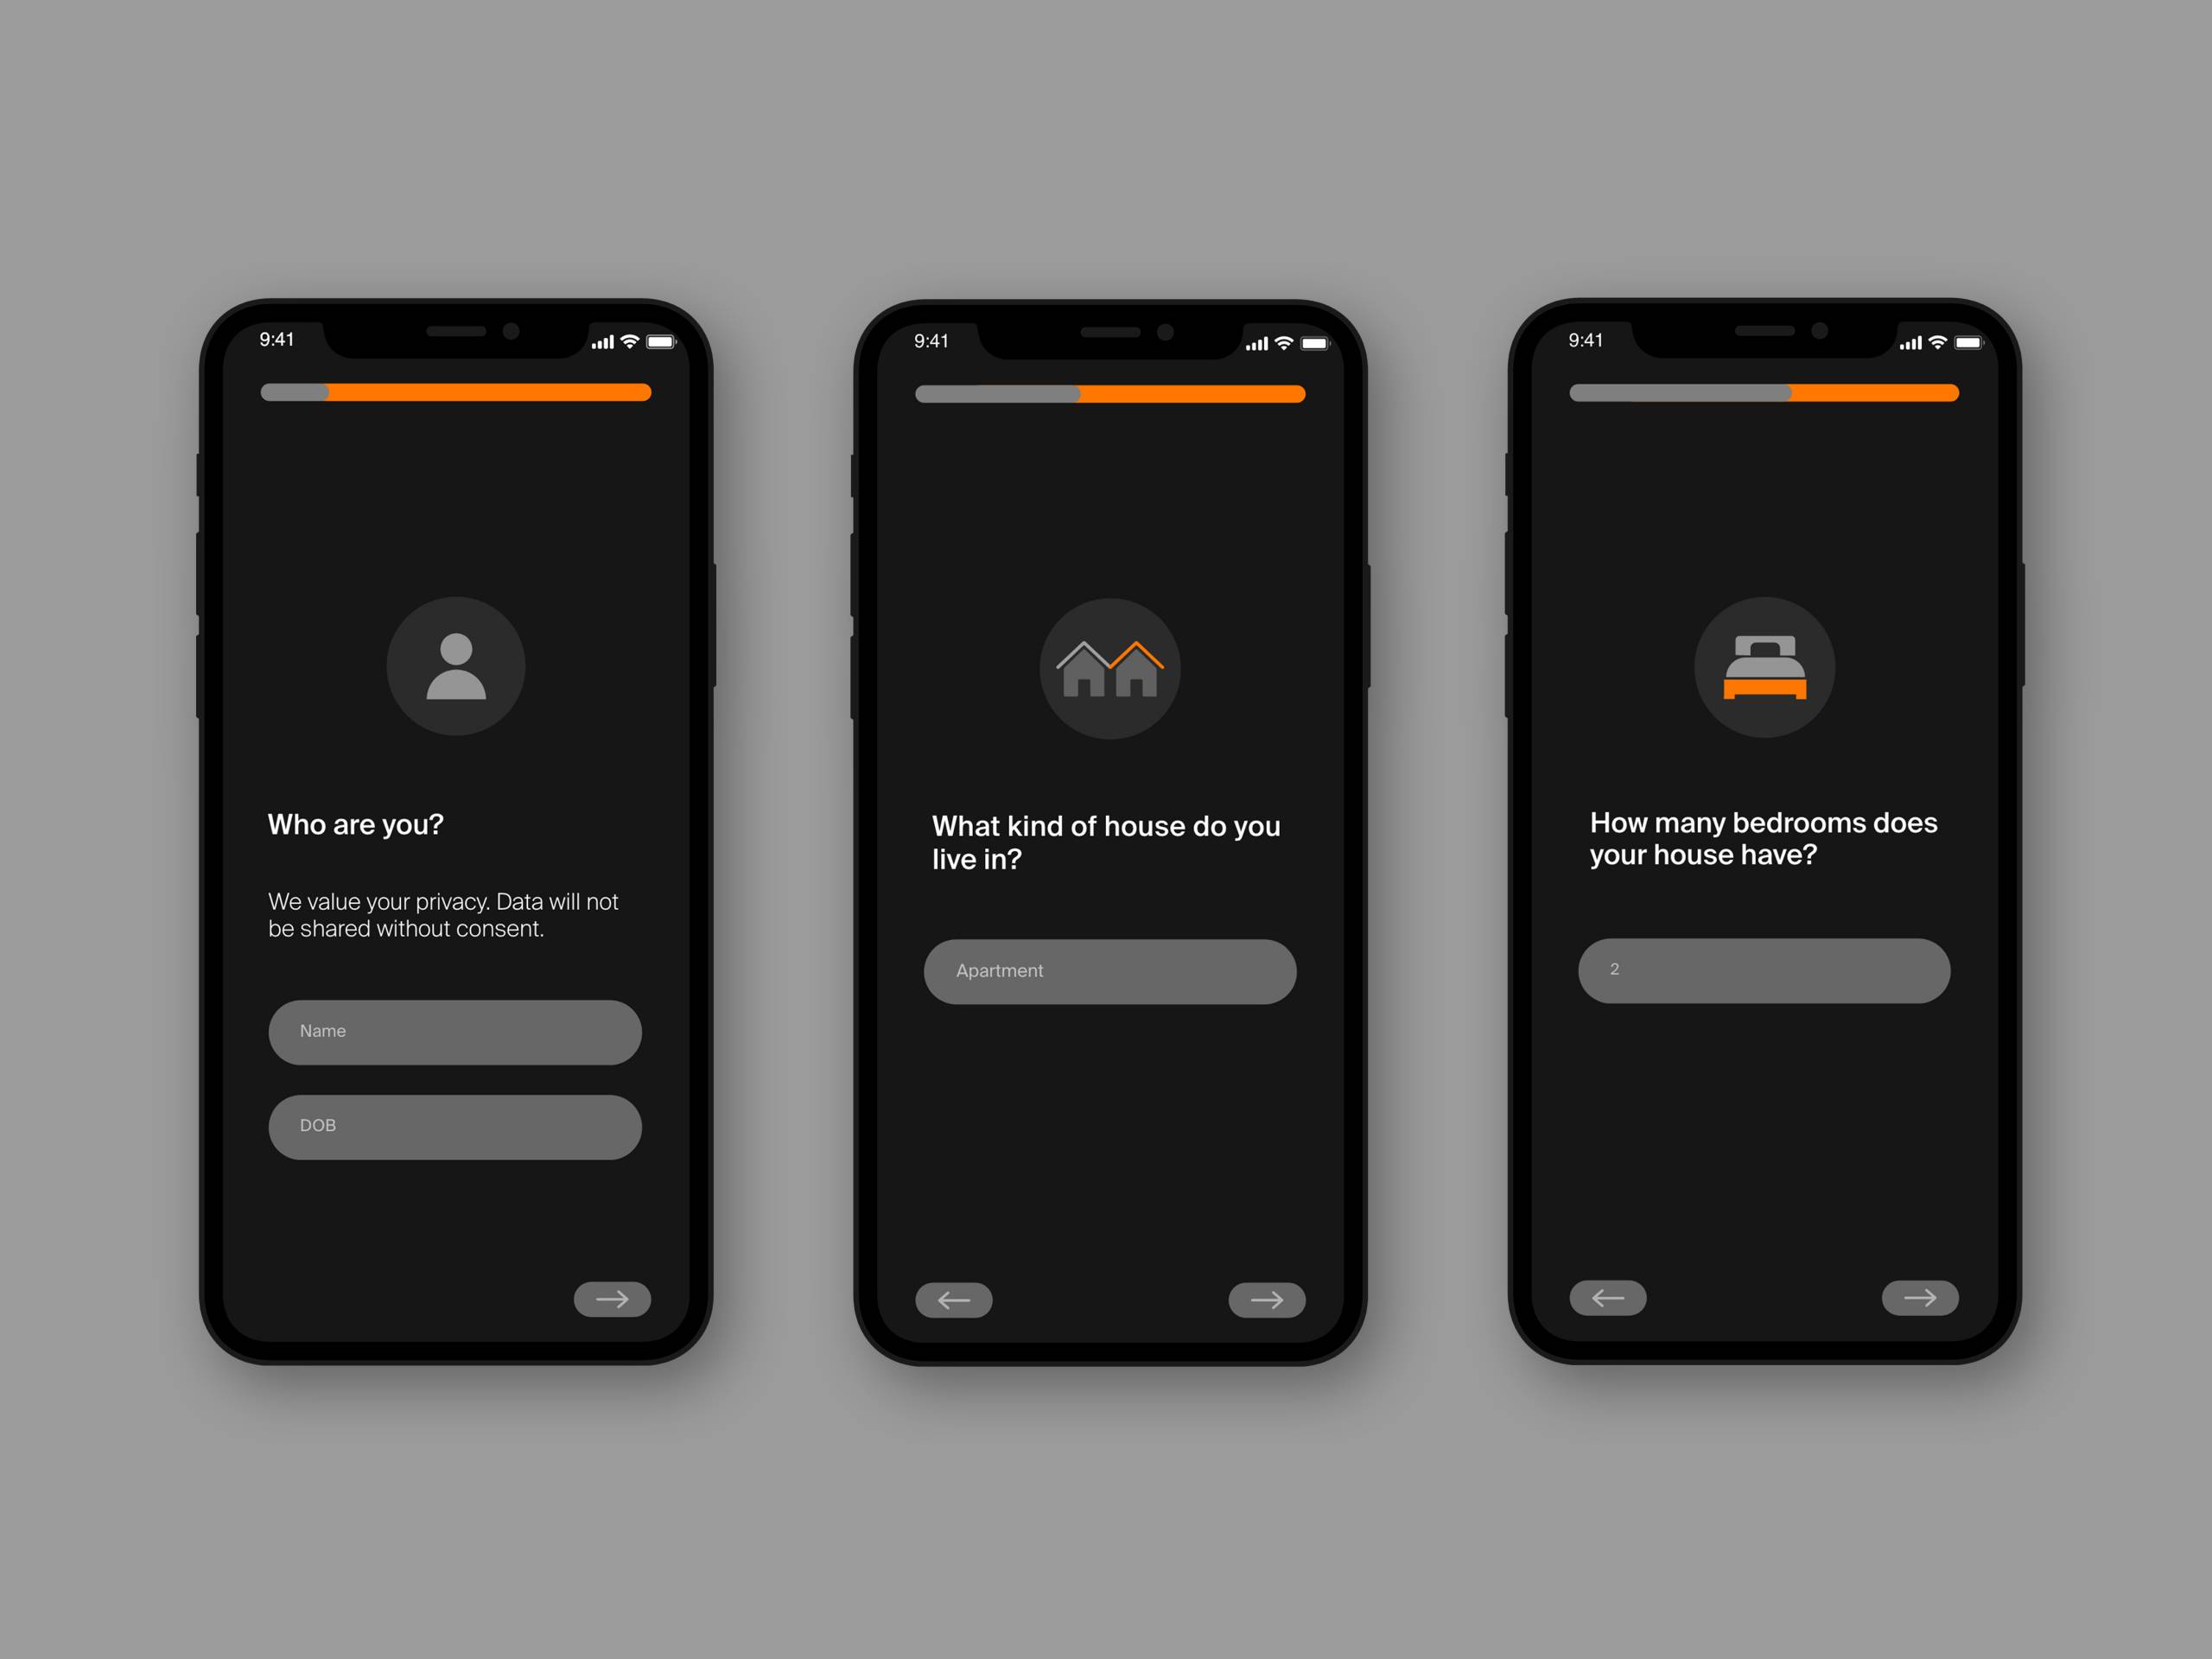 9:41
Who are you?
We value your privacy. Data will not
be shared without consent.
Name
DOB
9:41
What kind of house do you
live in?
Apartment
9:41
How many bedrooms does
your house have?
2